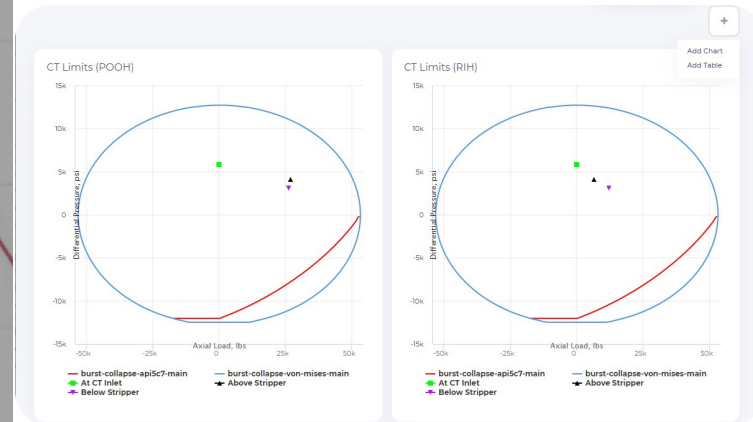 +
Add Chart
Add Table
CT Limits (POOH)
15k
10k
5k
0
-5k
-10k
-15k
Differential Pressure, psi
-50k
-25k
0
25k
50k
Axial Load, lbs
burst-collapse-api5c7-main
burst-collapse-von-mises-main
At CT Inlet
Above Stripper
Below Stripper
CT Limits (RIH)
15k
10k
5k
0
-5k
-10k
-15k
Differential Pressure, psi
-50k
-25k
0
25k
50k
Axial Load, lbs
burst-collapse-api5c7-main
burst-collapse-von-mises-main
At CT Inlet
Above Stripper
Below Stripper